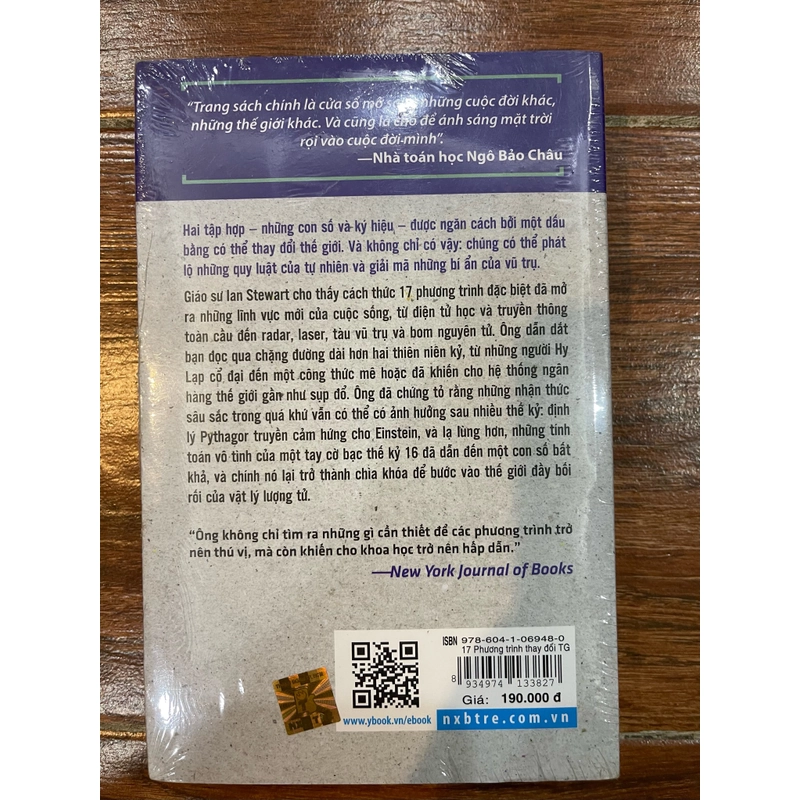 “Trang sách chính là cửa sổ mở những cuộc đời khác,
những thế giới khác. Và cũng là chỗ để ánh sáng mặt trời
rọi vào cuộc đời mình”.
—Nhà toán học Ngô Bảo Châu
Hai tập hợp – những con số và ký hiệu – được ngăn cách bởi một dấu
bằng có thể thay đổi thế giới. Và không chỉ có vậy: chúng có thể phát
lộ những quy luật của tự nhiên và giải mã những bí ẩn của vũ trụ.
Giáo sư Ian Stewart cho thấy cách thức 17 phương trình đặc biệt đã mở
ra những lĩnh vực mới của cuộc sống, từ điện tử học và truyền thông
toàn cầu đến radar, laser, tàu vũ trụ và bom nguyên tử. Ông dẫn dắt
bạn đọc qua chặng đường dài hơn hai thiên niên kỷ, từ những người Hy
Lạp cổ đại đến một công thức mê hoặc đã khiến cho hệ thống ngân
hàng thế giới gần như sụp đổ. Ông đã chứng tỏ rằng những nhận thức
sâu sắc trong quá khứ vẫn có thể có ảnh hưởng sau nhiều thế kỷ: định
lý Pythagor truyền cảm hứng cho Einstein, và lạ lùng hơn, những tính
toán vô tình của một tay cờ bạc thế kỷ 16 đã dẫn đến một con số bất
khả, và chính nó lại trở thành chìa khóa để bước vào thế giới đầy bối
rối của vật lý lượng tử.
“Ông không chỉ tìm ra những gì cần thiết để các phương trình trở
nên thú vị, mà còn khiến cho khoa học trở nên hấp dẫn.”
—New York Journal of Books
ISBN 978-604-1-06948-0
17 Phương trình thay đổi TG
8 934974 133827
Giá: 190.000 đ
www.ybook.vn/ebook
nxbtre.com.vn